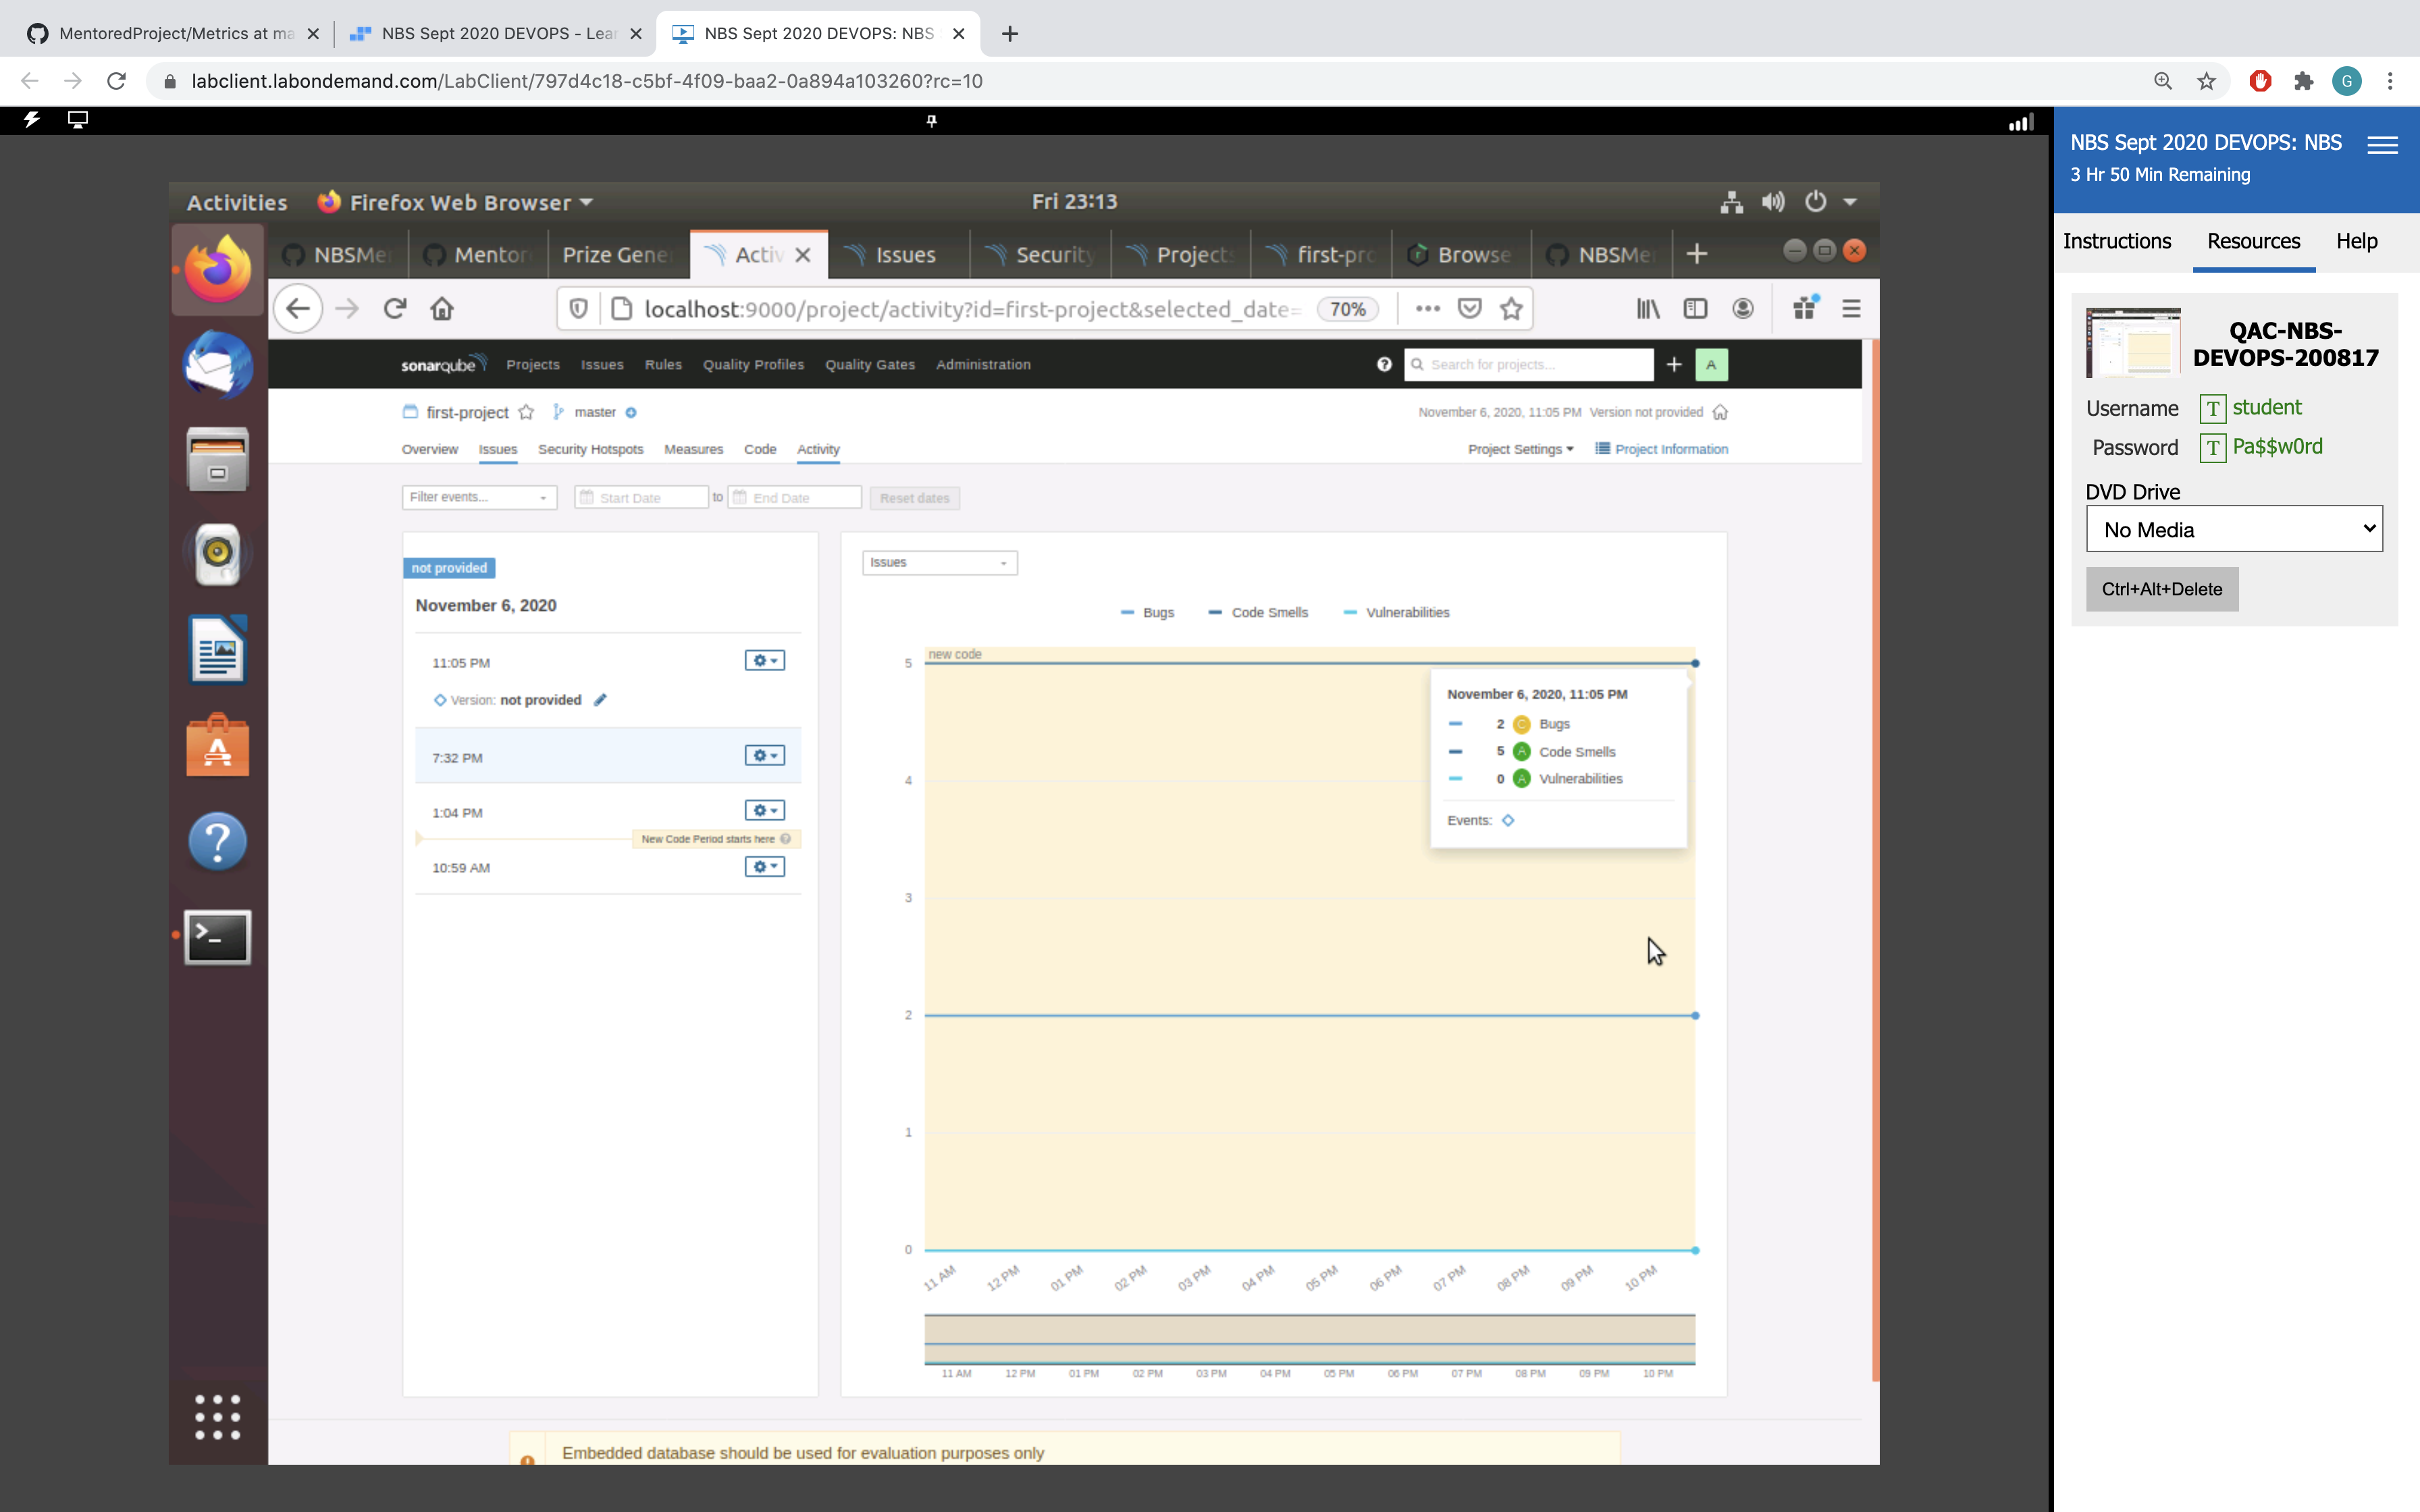 MentoredProject/Metrics at ma
NBS Sept 2020 DEVOPS - Lear
NBS Sept 2020 DEVOPS: NBS
labclient.labondemand.com/LabClient/797d4c18-c5bf-4f09-baa2-0a894a103260?rc=10
G
NBS Sept 2020 DEVOPS: NBS
3 Hr 50 Min Remaining
Instructions Resources Help
QAC-NBS-
DEVOPS-200817
Username T student
Password T Pa$$w0rd
DVD Drive
No Media
Ctrl+Alt+Delete
Activities Firefox Web Browser Fri 23:13
NBSMe Mentor Prize Gene Activ Issues Security Projects first-pro Browse NBSMe
localhost:9000/project/activity?id=first-project&selected_date= 70%
sonarqube Projects Issues Rules Quality Profiles Quality Gates Administration Search for projects... A
first-project master November 6, 2020, 11:05 PM Version not provided
Overview Issues Security Hotspots Measures Code Activity Project Settings Project Information
Filter events... Start Date to End Date Reset dates
not provided
November 6, 2020
11:05 PM
Version: not provided
7:32 PM
1:04 PM
New Code Period starts here
10:59 AM
Issues
Bugs Code Smells Vulnerabilities
new code
5
4
3
2
1
0
November 6, 2020, 11:05 PM
2 C Bugs
5 A Code Smells
0 A Vulnerabilities
Events:
11 AM 12 PM 01 PM 02 PM 03 PM 04 PM 05 PM 06 PM 07 PM 08 PM 09 PM 10 PM
11 AM 12 PM 01 PM 02 PM 03 PM 04 PM 05 PM 06 PM 07 PM 08 PM 09 PM 10 PM
Embedded database should be used for evaluation purposes only